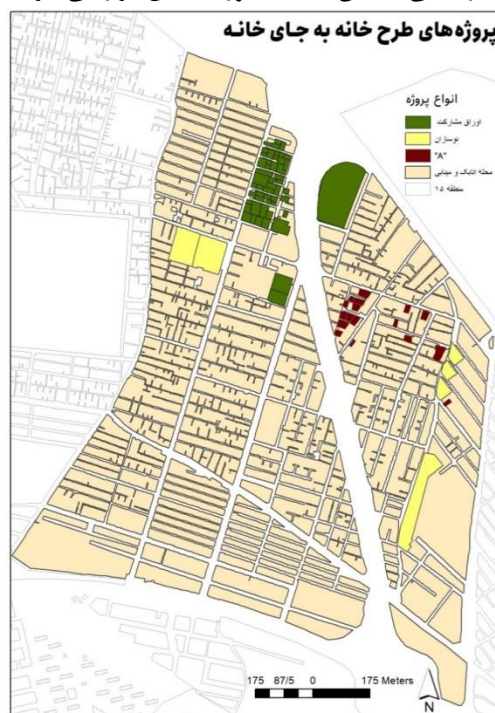 پروژه‌های طرح خانه به جای خانه
انواع پروژه
اوراق مشارکت
نوسازان
"A"
محله اتابک و مینایی
منطقه ۱۵
175 87/5 0 175 Meters
N